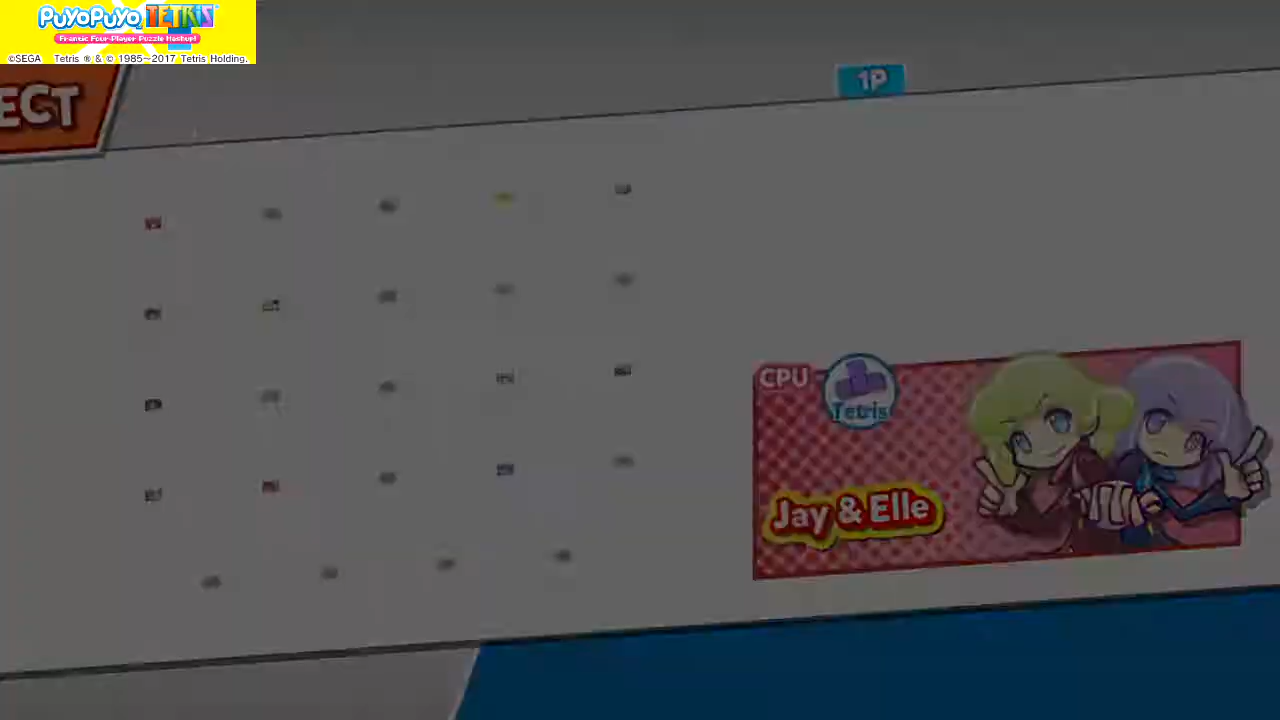 PUYOPUYO TETRIS
Frantic Four-Player Puzzle Mashup!
©SEGA Tetris ® & © 1985~2017 Tetris Holding.
ECT
1P
CPU
Tetris
Jay & Elle